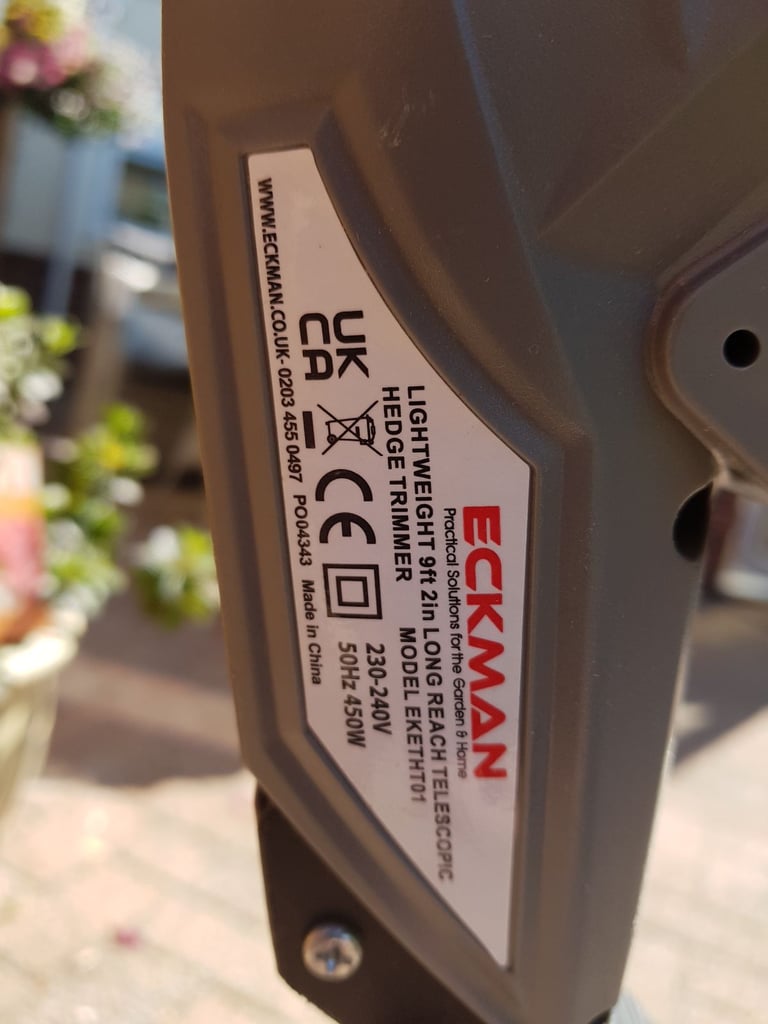 ECKMAN
Practical Solutions for the Garden & Home
LIGHTWEIGHT 9ft 2in LONG REACH TELESCOPIC
HEDGE TRIMMER MODEL EKETHT01
UK
CA
CE
230-240V
50Hz 450W
WWW.ECKMAN.CO.UK- 0203 455 0497 PO04343 Made in China